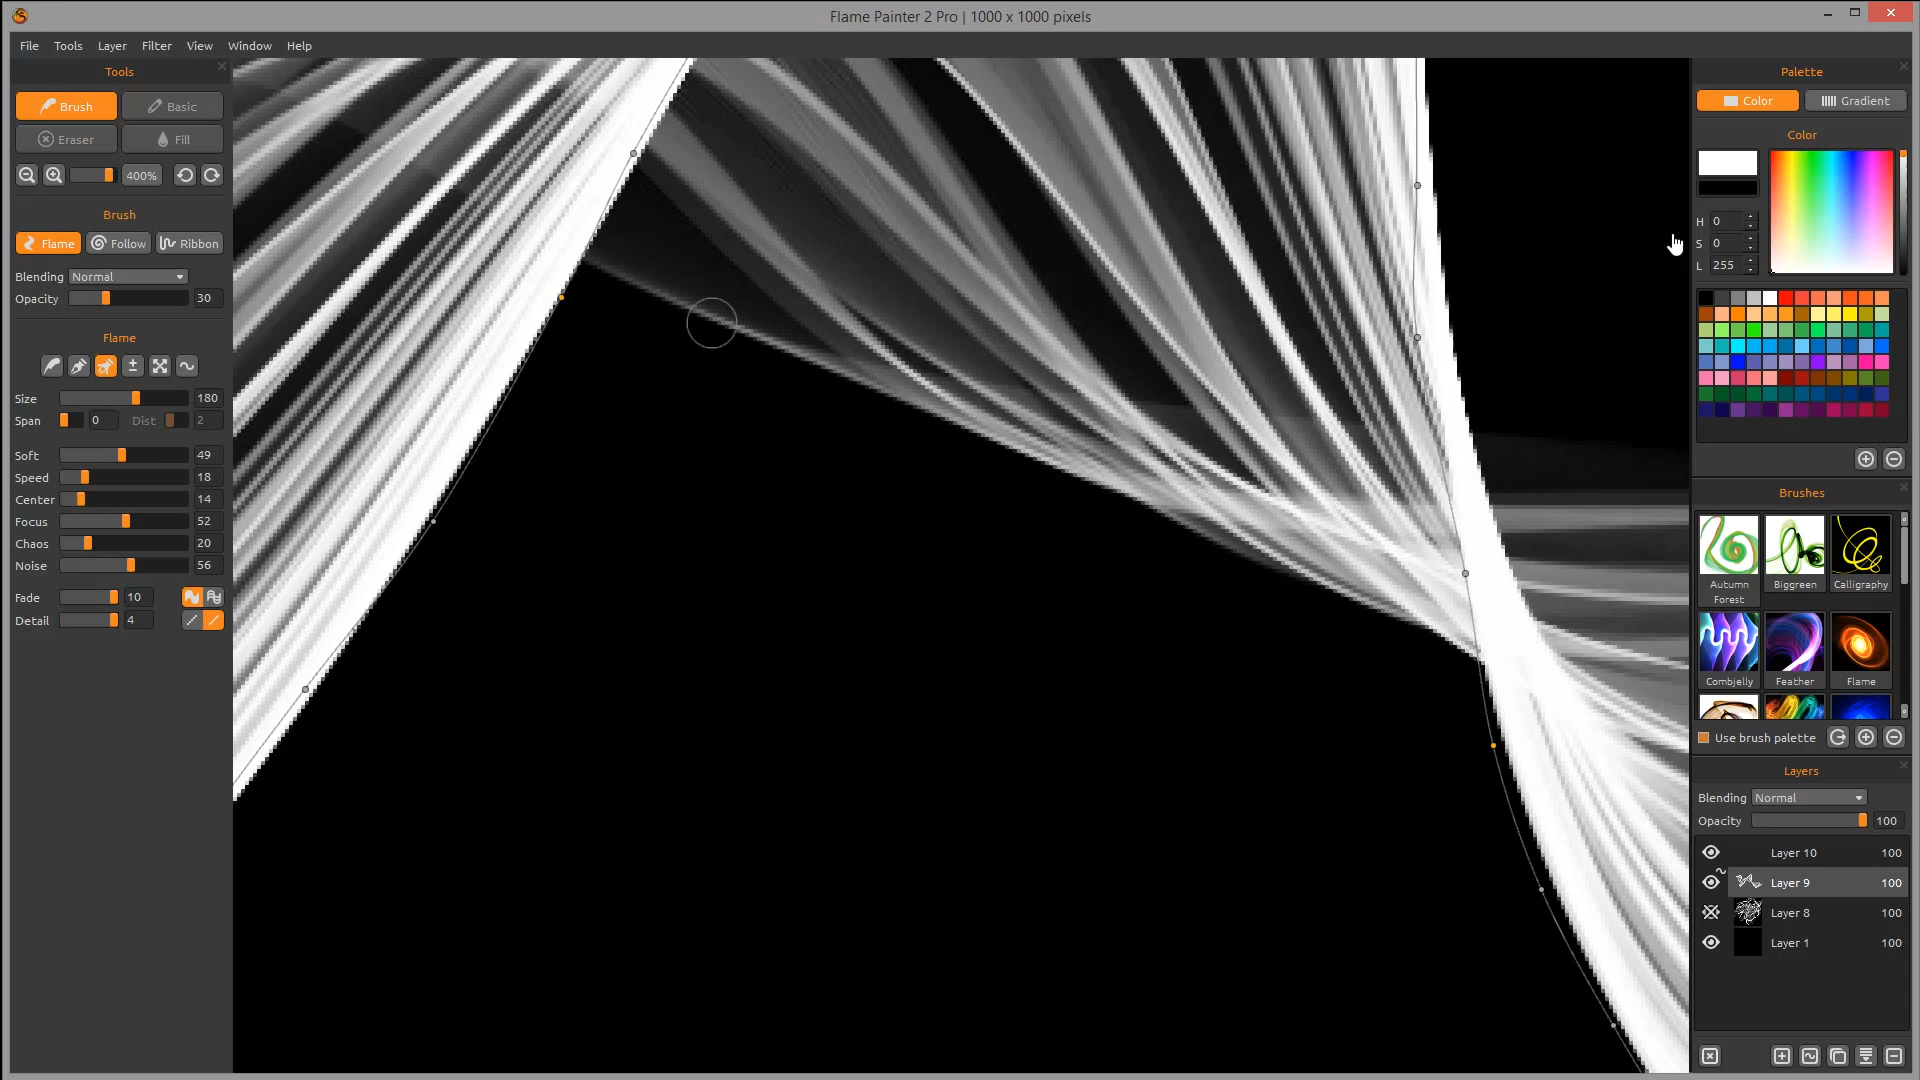 Flame Painter 2 Pro | 1000 x 1000 pixels
File Tools Layer Filter View Window Help
Tools
Brush Basic
Eraser Fill
400%
Brush
Flame Follow Ribbon
Blending Normal
Opacity 30
Flame
Size 180
Span 0 Dist 2
Soft 49
Speed 18
Center 14
Focus 52
Chaos 20
Noise 56
Fade 10
Detail 4
Palette
Color Gradient
Color
H 0
S 0
L 255
Brushes
Autumn Forest Biggreen Calligraphy
Combjelly Feather Flame
Use brush palette
Layers
Blending Normal
Opacity 100
Layer 10 100
Layer 9 100
Layer 8 100
Layer 1 100